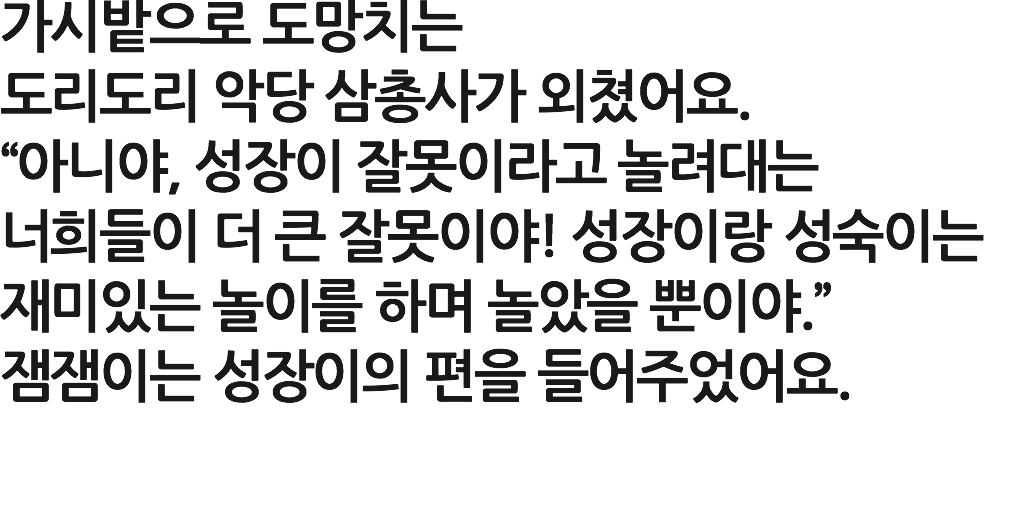 가시밭으로 도망치는
도리도리 악당 삼총사가 외쳤어요.
“아니야, 성장이 잘못이라고 놀려대는
너희들이 더 큰 잘못이야! 성장이랑 성숙이는
재미있는 놀이를 하며 놀았을 뿐이야.”
잼잼이는 성장이의 편을 들어주었어요.